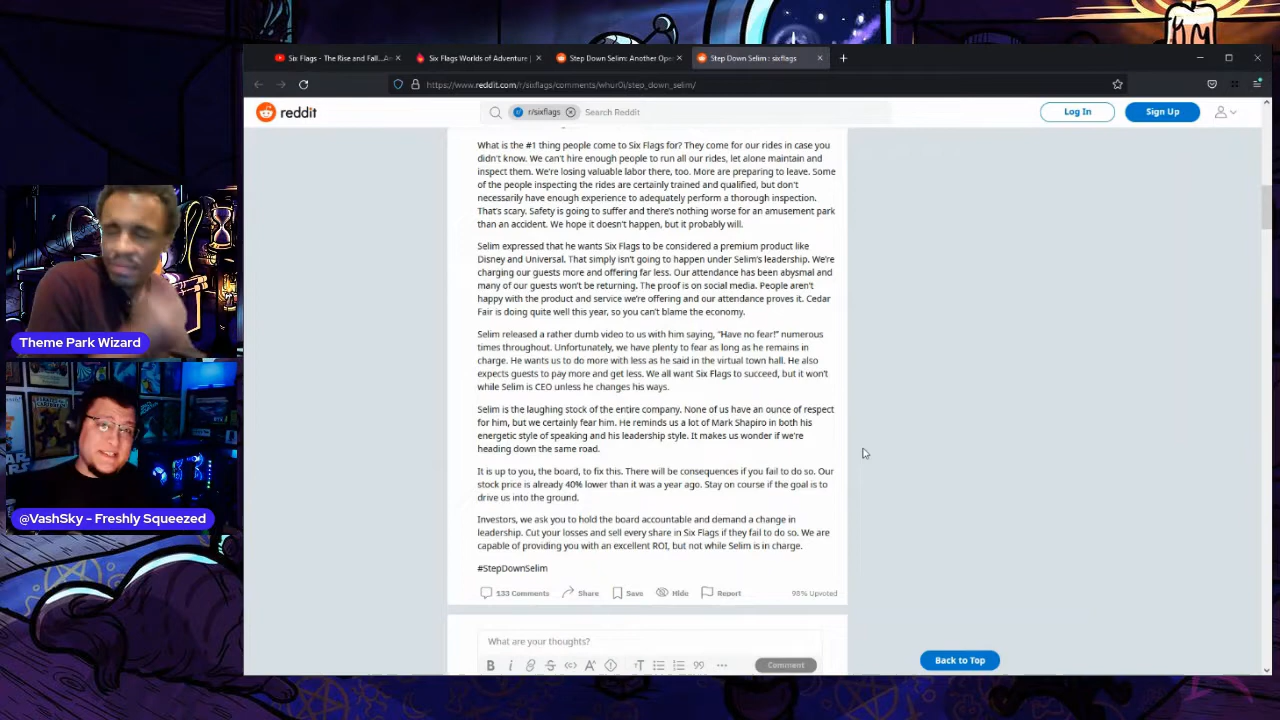 Six Flags - The Rise and Fall...
Six Flags Worlds of Adventure |
Step Down Selim: Another Ope
Step Down Selim : sixflags
https://www.reddit.com/r/sixflags/comments/whur0i/step_down_selim/
reddit
r/sixflags
Search Reddit
Log In
Sign Up
What is the #1 thing people come to Six Flags for? They come for our rides in case you
didn't know. We can't hire enough people to run all our rides, let alone maintain and
inspect them. We're losing valuable labor there, too. More are preparing to leave. Some
of the people inspecting the rides are certainly trained and qualified, but don't
necessarily have enough experience to adequately perform a thorough inspection.
That's scary. Safety is going to suffer and there's nothing worse for an amusement park
than an accident. We hope it doesn't happen, but it probably will.
Selim expressed that he wants Six Flags to be considered a premium product like
Disney and Universal. That simply isn't going to happen under Selim's leadership. We're
charging our guests more and offering far less. Our attendance has been abysmal and
many of our guests won't be returning. The proof is on social media. People aren't
happy with the product and service we're offering and our attendance proves it. Cedar
Fair is doing quite well this year, so you can't blame the economy.
Selim released a rather dumb video to us with him saying, "Have no fear!" numerous
times throughout. Unfortunately, we have plenty to fear as long as he remains in
charge. He wants us to do more with less as he said in the virtual town hall. He also
expects guests to pay more and get less. We all want Six Flags to succeed, but it won't
while Selim is CEO unless he changes his ways.
Selim is the laughing stock of the entire company. None of us have an ounce of respect
for him, but we certainly fear him. He reminds us a lot of Mark Shapiro in both his
energetic style of speaking and his leadership style. It makes us wonder if we're
heading down the same road.
It is up to you, the board, to fix this. There will be consequences if you fail to do so. Our
stock price is already 40% lower than it was a year ago. Stay on course if the goal is to
drive us into the ground.
Investors, we ask you to hold the board accountable and demand a change in
leadership. Cut your losses and sell every share in Six Flags if they fail to do so. We are
capable of providing you with an excellent ROI, but not while Selim is in charge.
#StepDownSelim
133 Comments Share Save Hide Report 98% Upvoted
What are your thoughts?
Comment
Back to Top
Theme Park Wizard
@VashSky - Freshly Squeezed